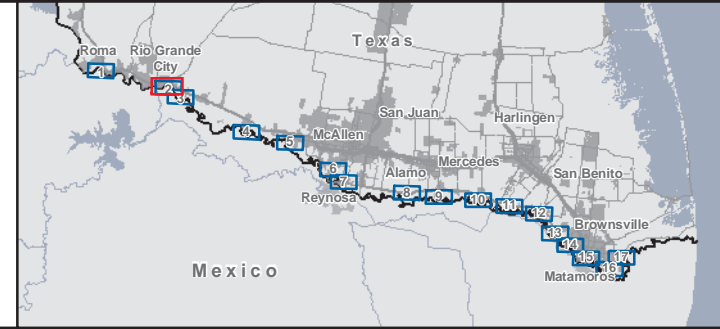 Texas
Roma
Rio Grande
City
1
2
3
4
5
McAllen
San Juan
Harlingen
6
7
Reynosa
Alamo
Mercedes
San Benito
8
9
10
11
12
Brownsville
13
14
15
16
17
Matamoros
Mexico